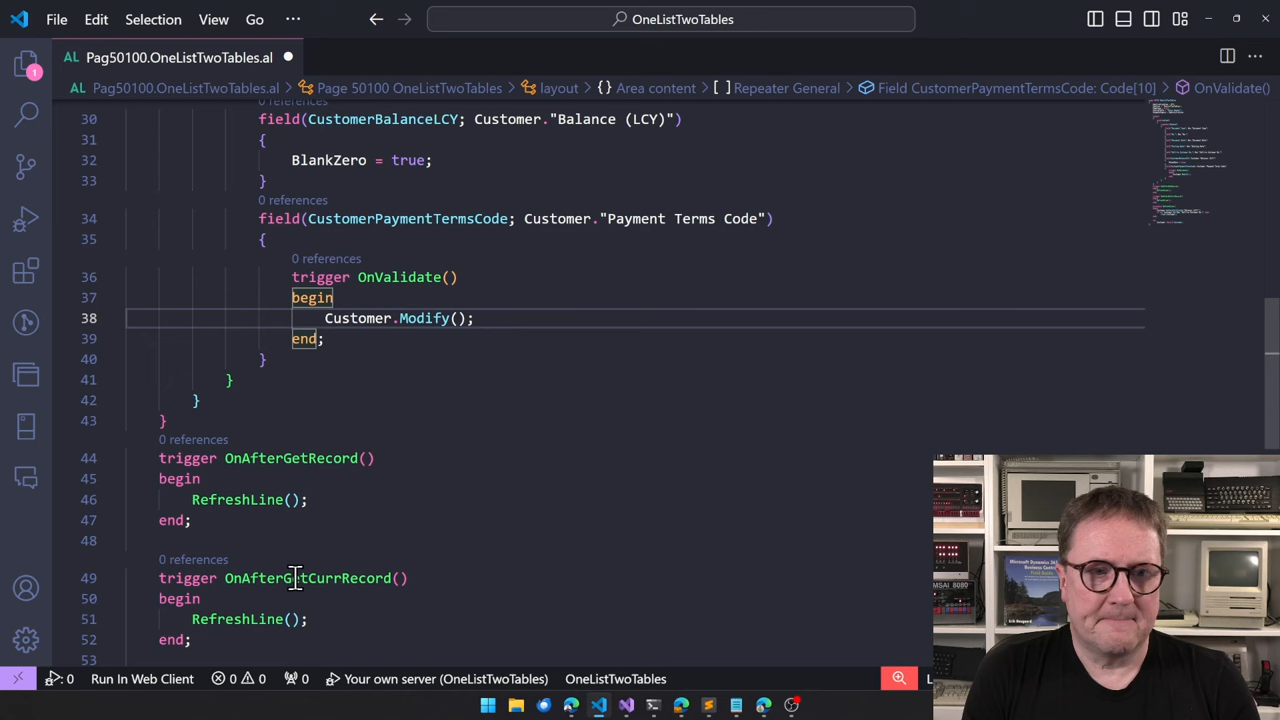 File Edit Selection View Go ··· OneListTwoTables
AL Pag50100.OneListTwoTables.al
AL Pag50100.OneListTwoTables.al > Page 50100 OneListTwoTables > layout > Area content > Repeater General > Field CustomerPaymentTermsCode: Code[10] > OnValidate()
0 references
30 field(CustomerBalanceLCY; Customer."Balance (LCY)")
31 {
32 BlankZero = true;
33 }
0 references
34 field(CustomerPaymentTermsCode; Customer."Payment Terms Code")
35 {
0 references
36 trigger OnValidate()
37 begin
38 Customer.Modify();
39 end;
40 }
41 }
42 }
43 }
0 references
44 trigger OnAfterGetRecord()
45 begin
46 RefreshLine();
47 end;
48
0 references
49 trigger OnAfterGetCurrRecord()
50 begin
51 RefreshLine();
52 end;
53
0 Run In Web Client 0 0 0 Your own server (OneListTwoTables) OneListTwoTables L
1
Business Central